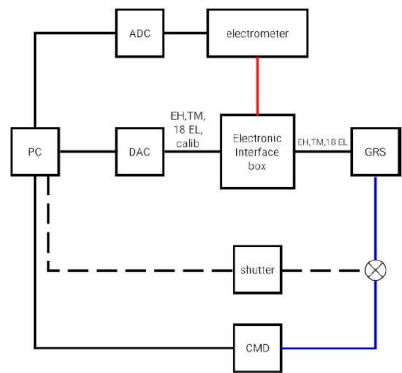 ADC
electrometer
EH,TM,
18 EL,
calib
PC
DAC
Electronic
Interface
box
EH,TM,18 EL
GRS
shutter
CMD